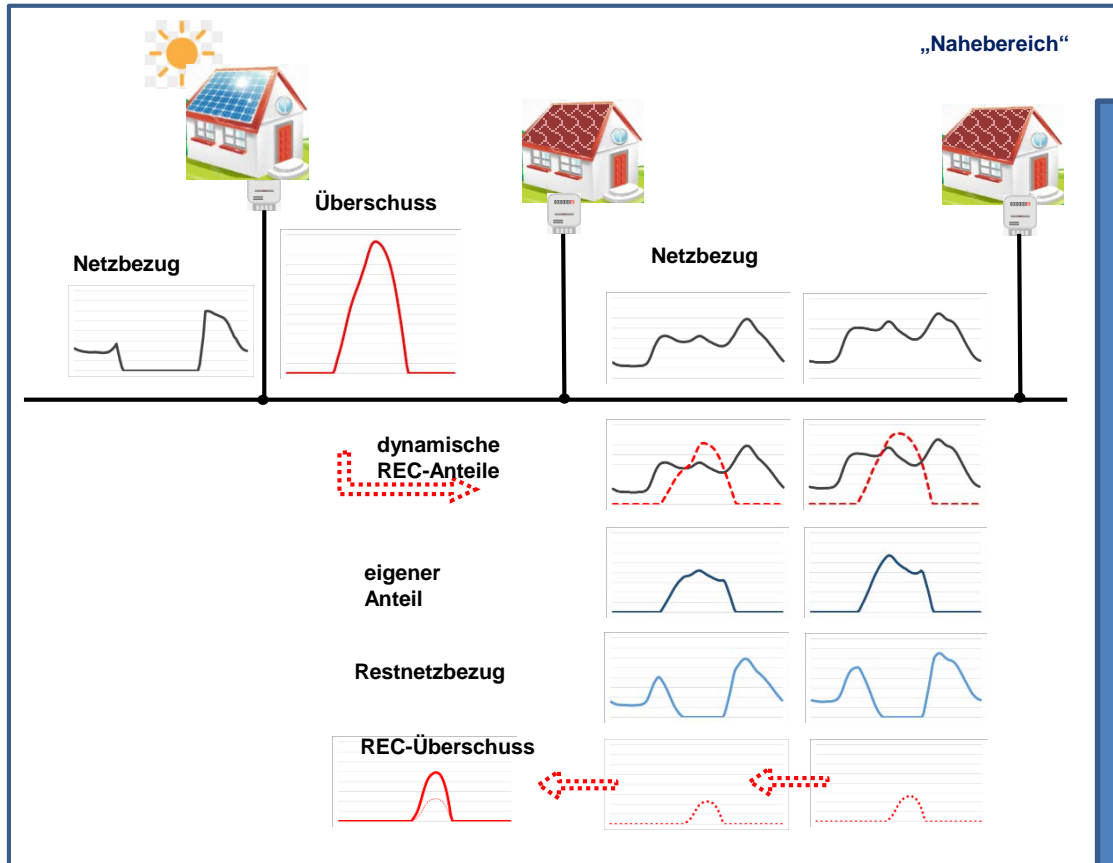 „Nahebereich“
Überschuss
Netzbezug
Netzbezug
dynamische
REC-Anteile
eigener
Anteil
Restnetzbezug
REC-Überschuss